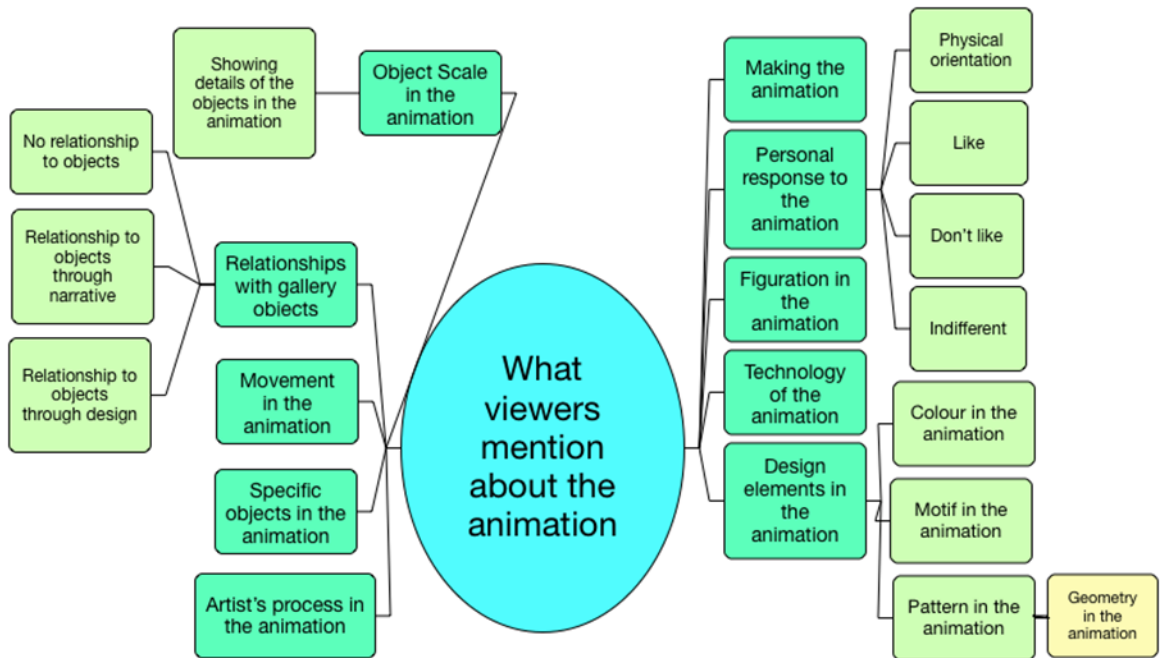 Showing
details of the
objects in the
animation
Object Scale
in the
animation
No relationship
to objects
Relationship to
objects
through
narrative
Relationship to
objects
through design
Relationships
with gallery
objects
Movement
in the
animation
Specific
objects in the
animation
Artist's process in
the animation
What
viewers
mention
about the
animation
Making the
animation
Personal
response to
the
animation
Figuration in
the
animation
Technology
of the
animation
Design
elements in
the
animation
Physical
orientation
Like
Don't like
Indifferent
Colour in the
animation
Motif in the
animation
Pattern in the
animation
Geometry
in the
animation